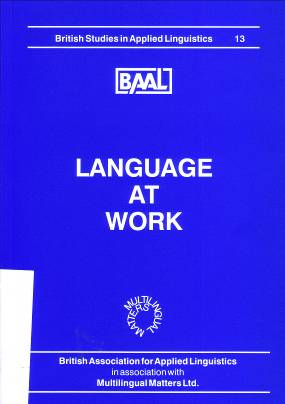 British Studies in Applied Linguistics 13
BAAL
LANGUAGE
AT
WORK
MULTILINGUAL
MATTERS
British Association for Applied Linguistics
in association with
Multilingual Matters Ltd.